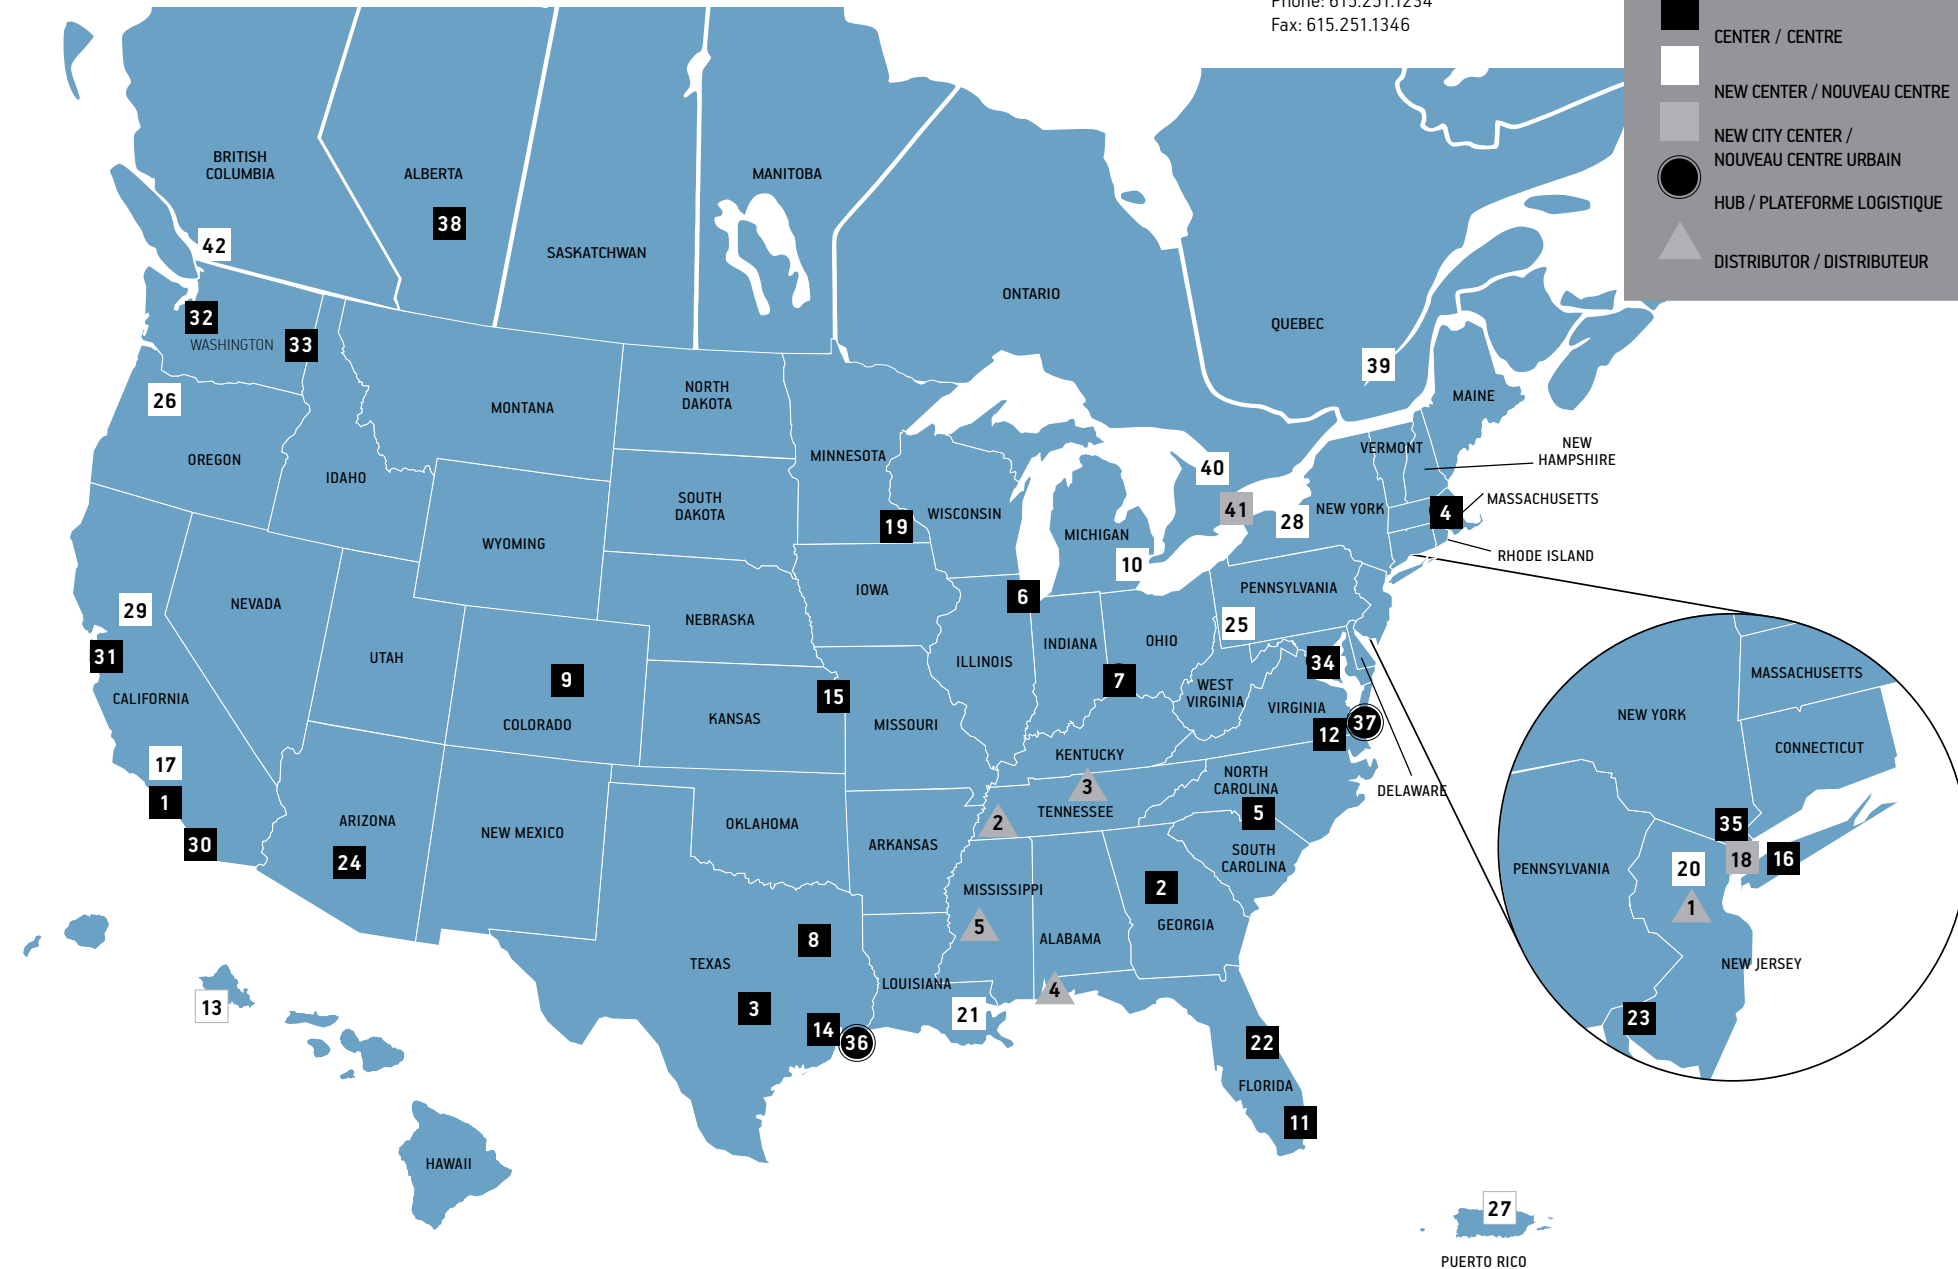 Phone: 615.251.1234
Fax: 615.251.1346
CENTER / CENTRE
NEW CENTER / NOUVEAU CENTRE
NEW CITY CENTER /
NOUVEAU CENTRE URBAIN
HUB / PLATEFORME LOGISTIQUE
DISTRIBUTOR / DISTRIBUTEUR
BRITISH
COLUMBIA
ALBERTA
MANITOBA
38
42
SASKATCHWAN
ONTARIO
QUEBEC
32
WASHINGTON
33
39
26
NORTH
DAKOTA
MONTANA
MAINE
OREGON
IDAHO
MINNESOTA
VERMONT
NEW
HAMPSHIRE
40
SOUTH
DAKOTA
MASSACHUSETTS
41
28
NEW YORK
4
19
WISCONSIN
MICHIGAN
WYOMING
RHODE ISLAND
10
IOWA
PENNSYLVANIA
6
29
NEVADA
NEBRASKA
25
31
UTAH
ILLINOIS
INDIANA
OHIO
34
9
7
WEST
VIRGINIA
CALIFORNIA
15
COLORADO
KANSAS
MISSOURI
VIRGINIA
37
12
KENTUCKY
17
1
30
ARIZONA
24
NEW MEXICO
OKLAHOMA
ARKANSAS
3
TENNESSEE
2
NORTH
CAROLINA
5
DELAWARE
SOUTH
CAROLINA
MISSISSIPPI
2
GEORGIA
5
ALABAMA
8
TEXAS
LOUISIANA
4
3
14
36
21
13
22
FLORIDA
11
HAWAII
27
PUERTO RICO
MASSACHUSETTS
NEW YORK
CONNECTICUT
35
18
16
PENNSYLVANIA
20
1
NEW JERSEY
23